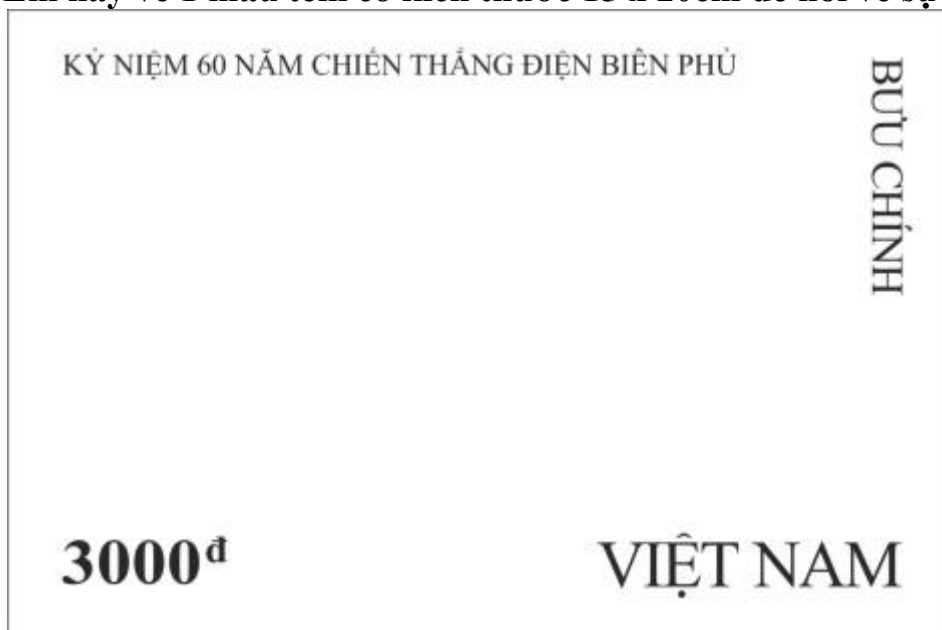 KỶ NIỆM 60 NĂM CHIẾN THẮNG ĐIỆN BIÊN PHỦ
BƯU CHÍNH
3000đ
VIỆT NAM